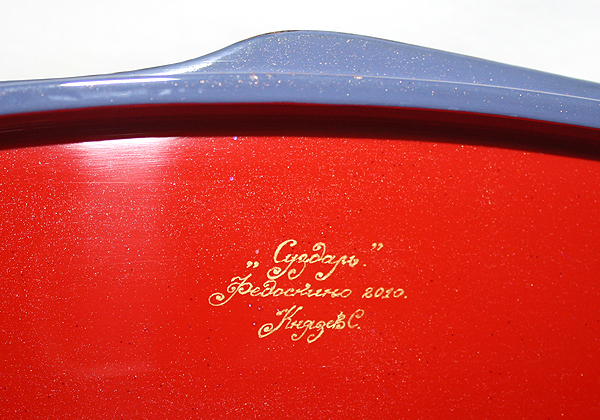 „Суздаль.”
Федоскино 2010.
Князев С.